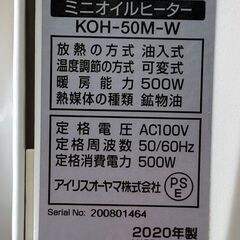 ミニオイルヒーター
KOH-50M-W
放熱の方式 油入式
温度調節の方式 可変式
暖房能力 500W
熱媒体の種類 鉱物油
定格電圧 AC100V
定格周波数 50/60Hz
定格消費電力 500W
アイリスオーヤマ株式会社
PS
E
Serial No: 200801464
2020年製